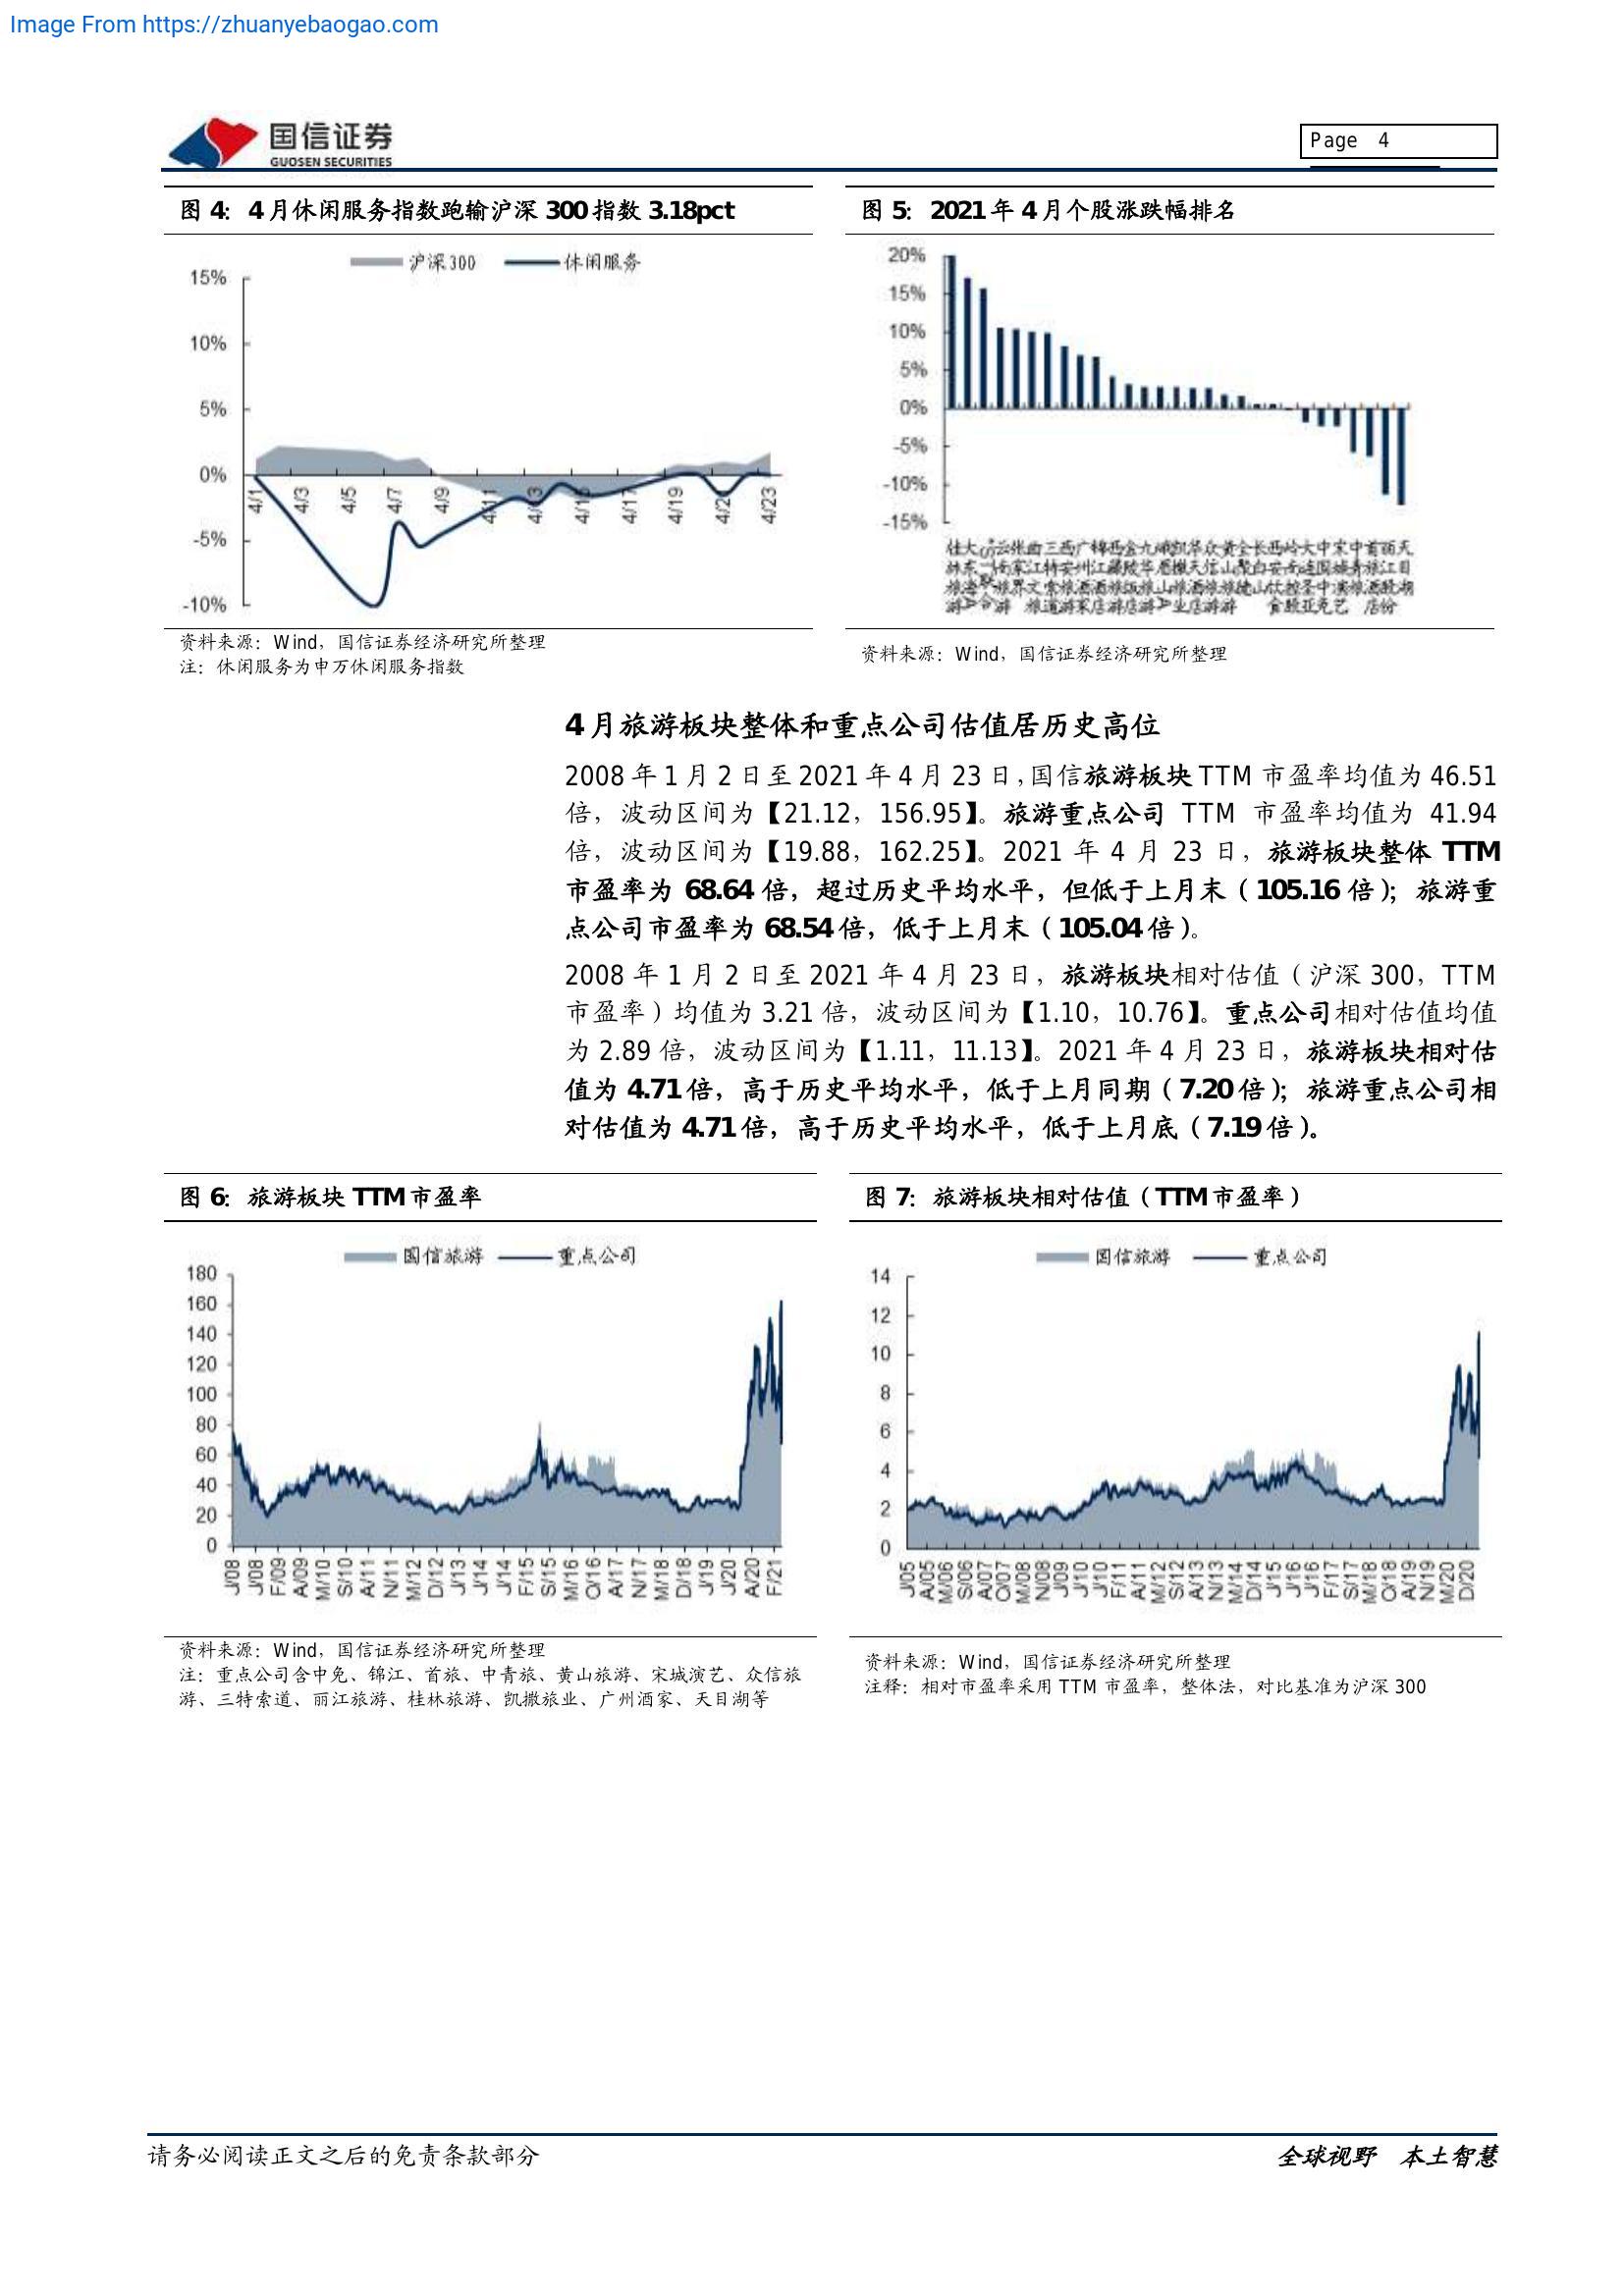 Image From https://zhuanyebaogao.com
国信证券
GUOSEN SECURITIES
Page 4
图 4：4 月休闲服务指数跑输沪深 300 指数 3.18pct
沪深300 休闲服务
15%
10%
5%
0%
-5%
-10%
4/1 4/3 4/5 4/7 4/9 4/11 4/13 4/15 4/17 4/19 4/21 4/23
资料来源：Wind，国信证券经济研究所整理
注：休闲服务为申万休闲服务指数
图 5：2021 年 4 月个股涨跌幅排名
20%
15%
10%
5%
0%
-5%
-10%
-15%
资料来源：Wind，国信证券经济研究所整理
4 月旅游板块整体和重点公司估值居历史高位
2008 年 1 月 2 日至 2021 年 4 月 23 日，国信旅游板块 TTM 市盈率均值为 46.51
倍，波动区间为【21.12，156.95】。旅游重点公司 TTM 市盈率均值为 41.94
倍，波动区间为【19.88，162.25】。2021 年 4 月 23 日，旅游板块整体 TTM
市盈率为 68.64 倍，超过历史平均水平，但低于上月末（105.16 倍）；旅游重
点公司市盈率为 68.54 倍，低于上月末（105.04 倍）。
2008 年 1 月 2 日至 2021 年 4 月 23 日，旅游板块相对估值（沪深 300，TTM
市盈率）均值为 3.21 倍，波动区间为【1.10，10.76】。重点公司相对估值均值
为 2.89 倍，波动区间为【1.11，11.13】。2021 年 4 月 23 日，旅游板块相对估
值为 4.71 倍，高于历史平均水平，低于上月同期（7.20 倍）；旅游重点公司相
对估值为 4.71 倍，高于历史平均水平，低于上月底（7.19 倍）。
图 6：旅游板块 TTM 市盈率
国信旅游 重点公司
180
160
140
120
100
80
60
40
20
0
J/08 J/08 F/09 A/09 M/10 S/10 A/11 N/11 M/12 D/12 J/13 J/14 J/14 F/15 S/15 M/16 O/16 A/17 N/17 M/18 D/18 J/19 J/20 A/20 F/21
资料来源：Wind，国信证券经济研究所整理
注：重点公司含中免、锦江、首旅、中青旅、黄山旅游、宋城演艺、众信旅
游、三特索道、丽江旅游、桂林旅游、凯撒旅业、广州酒家、天目湖等
图 7：旅游板块相对估值（TTM 市盈率）
国信旅游 重点公司
14
12
10
8
6
4
2
0
J/05 A/05 M/06 S/06 A/07 O/07 M/08 N/08 J/09 J/10 J/10 F/11 A/11 M/12 S/12 A/13 N/13 M/14 D/14 J/15 J/16 J/16 F/17 S/17 M/18 O/18 A/19 N/19 M/20 D/20
资料来源：Wind，国信证券经济研究所整理
注释：相对市盈率采用 TTM 市盈率，整体法，对比基准为沪深 300
请务必阅读正文之后的免责条款部分
全球视野 本土智慧